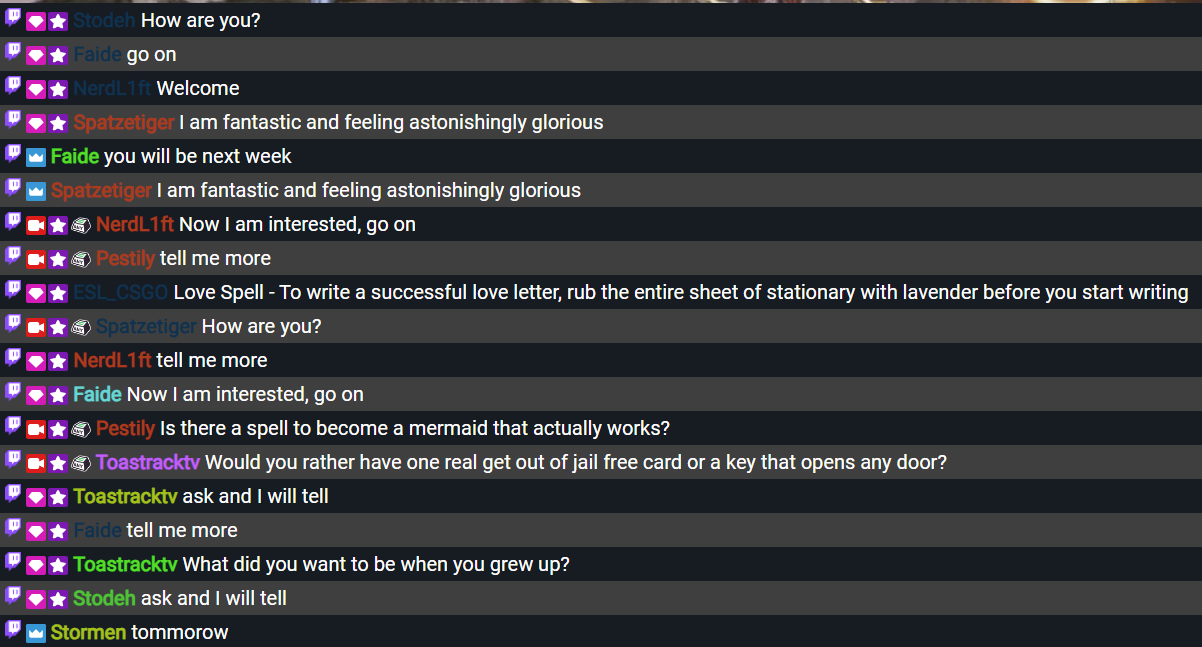 Stodeh How are you?
Faide go on
NerdL1ft Welcome
Spatzetiger I am fantastic and feeling astonishingly glorious
Faide you will be next week
Spatzetiger I am fantastic and feeling astonishingly glorious
NerdL1ft Now I am interested, go on
Pestily tell me more
ESL_CSGO Love Spell - To write a successful love letter, rub the entire sheet of stationary with lavender before you start writing
Spatzetiger How are you?
NerdL1ft tell me more
Faide Now I am interested, go on
Pestily Is there a spell to become a mermaid that actually works?
Toastracktv Would you rather have one real get out of jail free card or a key that opens any door?
Toastracktv ask and I will tell
Faide tell me more
Toastracktv What did you want to be when you grew up?
Stodeh ask and I will tell
Stormen tommorow